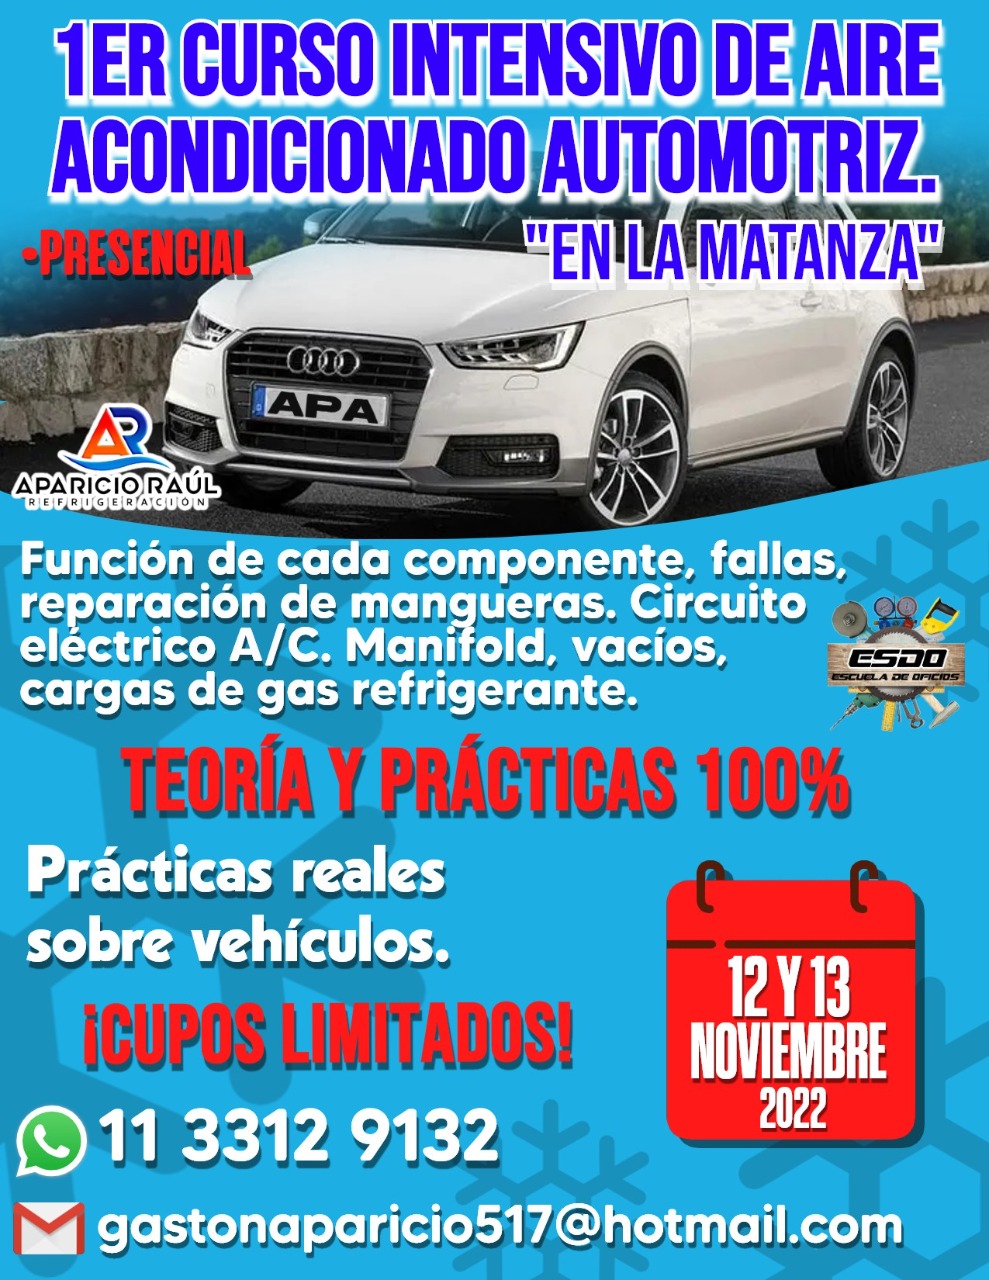 1ER CURSO INTENSIVO DE AIRE
ACONDICIONADO AUTOMOTRIZ.
•PRESENCIAL
"EN LA MATANZA"
APA
AR
APARICIO RAÚL
REFRIGERACIÓN
Función de cada componente, fallas,
reparación de mangueras. Circuito
eléctrico A/C. Manifold, vacíos,
cargas de gas refrigerante.
ESDO
ESCUELA DE OFICIOS
TEORÍA Y PRÁCTICAS 100%
Prácticas reales
sobre vehículos.
¡CUPOS LIMITADOS!
12 Y 13
NOVIEMBRE
2022
11 3312 9132
gastonaparicio517@hotmail.com